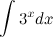 ∫ 3^x dx